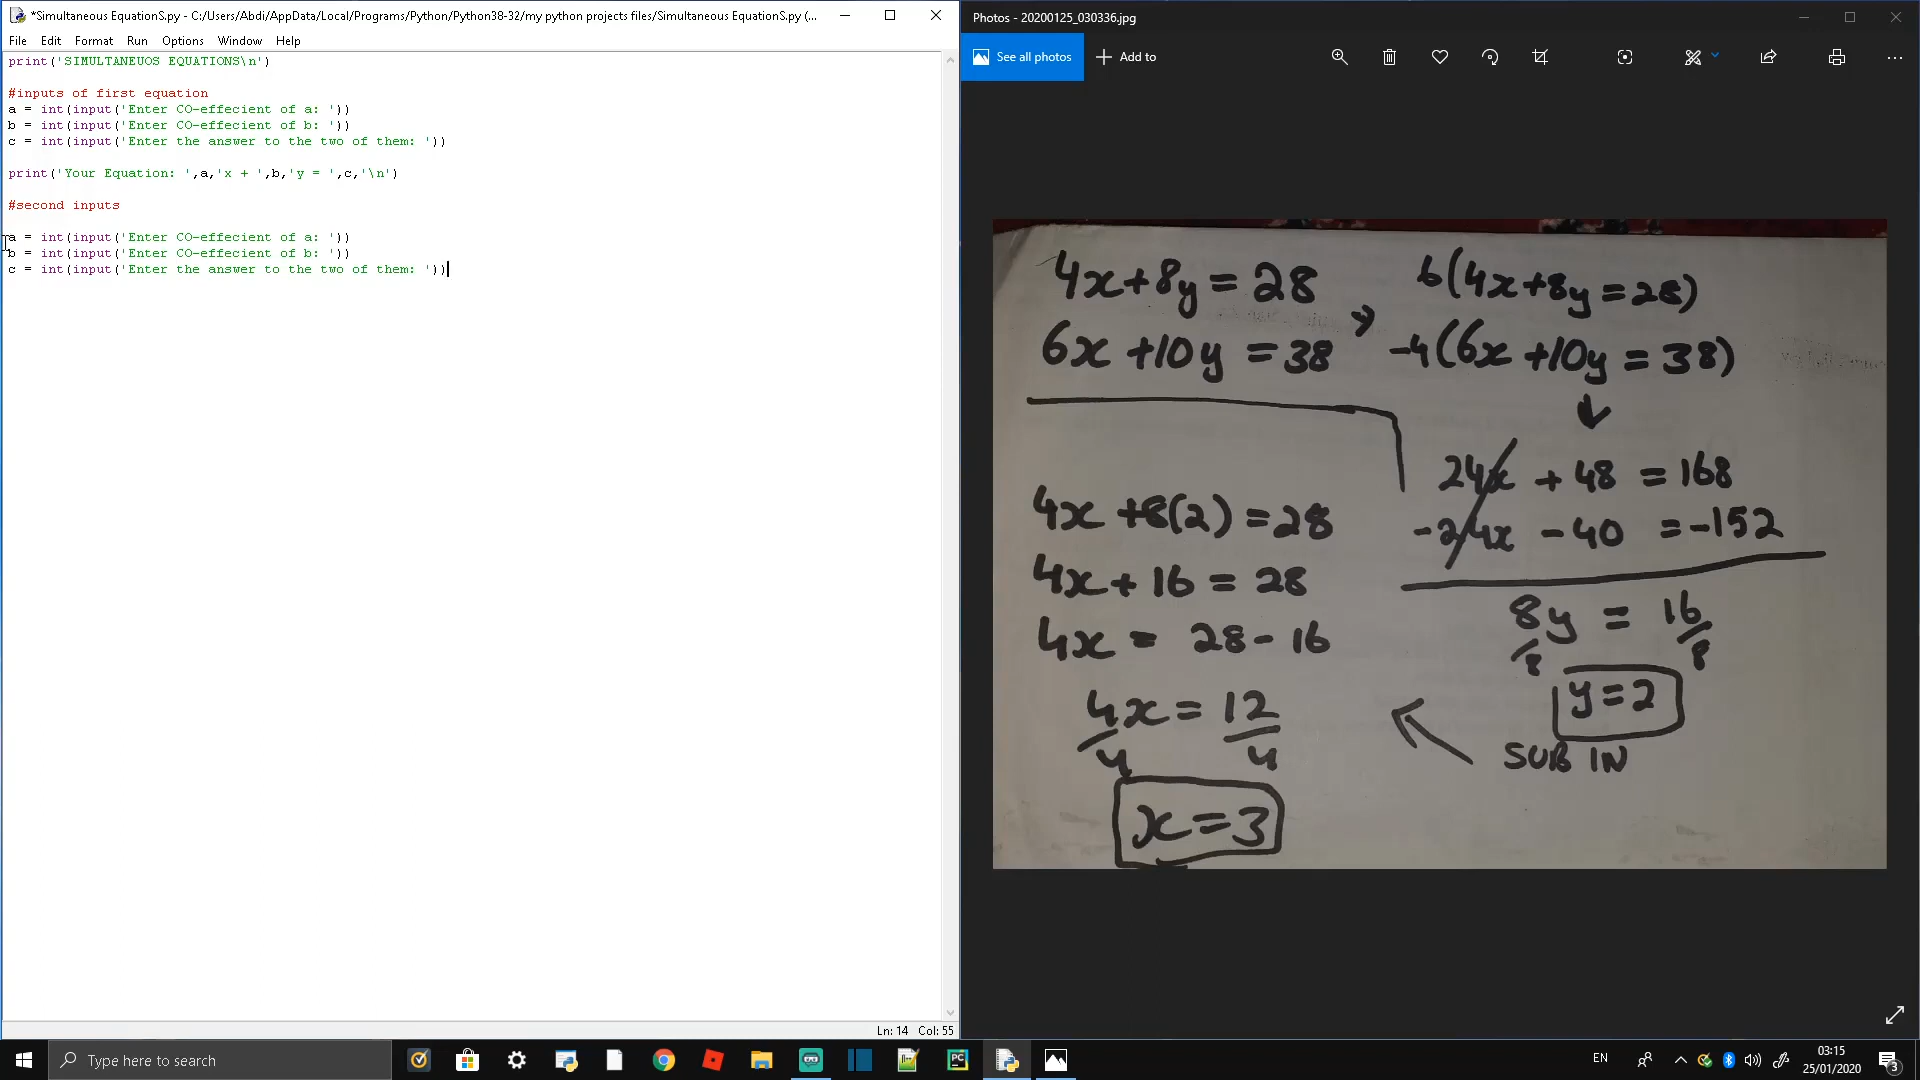 *Simultaneous EquationS.py - C:/Users/Abdi/AppData/Local/Programs/Python/Python38-32/my python projects files/Simultaneous EquationS.py (...
File Edit Format Run Options Window Help
print('SIMULTANEUOS EQUATIONS\n')
#inputs of first equation
a = int(input('Enter CO-effecient of a: '))
b = int(input('Enter CO-effecient of b: '))
c = int(input('Enter the answer to the two of them: '))
print('Your Equation: ',a,'x + ',b,'y = ',c,'\n')
#second inputs
a = int(input('Enter CO-effecient of a: '))
b = int(input('Enter CO-effecient of b: '))
c = int(input('Enter the answer to the two of them: '))
Ln: 14 Col: 55
Photos - 20200125_030336.jpg
See all photos
Add to
4x+8y = 28
6x +10y = 38
→ 6(4x+8y=28)
-4(6x +10y = 38)
↓
24x + 48 = 168
-24x - 40 = -152
8y = 16
/8 /8
y=2
SUB IN
4x +8(2) = 28
4x + 16 = 28
4x = 28 - 16
4x = 12
/4 /4
x=3
Type here to search
PC
EN
03:15
25/01/2020
3